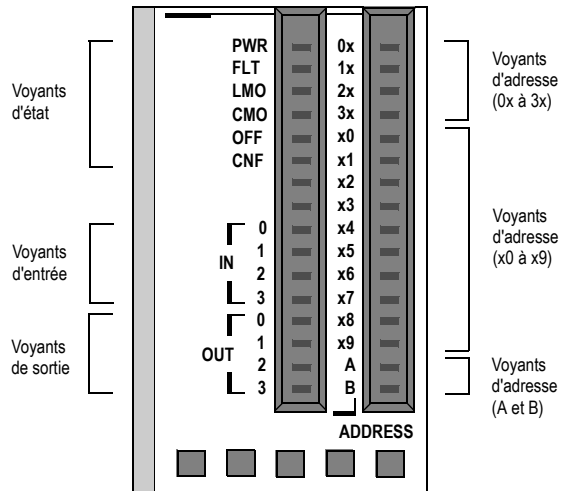 Voyants
d'état
Voyants
d'entrée
Voyants
de sortie
PWR
FLT
LMO
CMO
OFF
CNF
IN
0
1
2
3
OUT
0
1
2
3
0x
1x
2x
3x
x0
x1
x2
x3
x4
x5
x6
x7
x8
x9
A
B
ADDRESS
Voyants
d'adresse
(0x à 3x)
Voyants
d'adresse
(x0 à x9)
Voyants
d'adresse
(A et B)